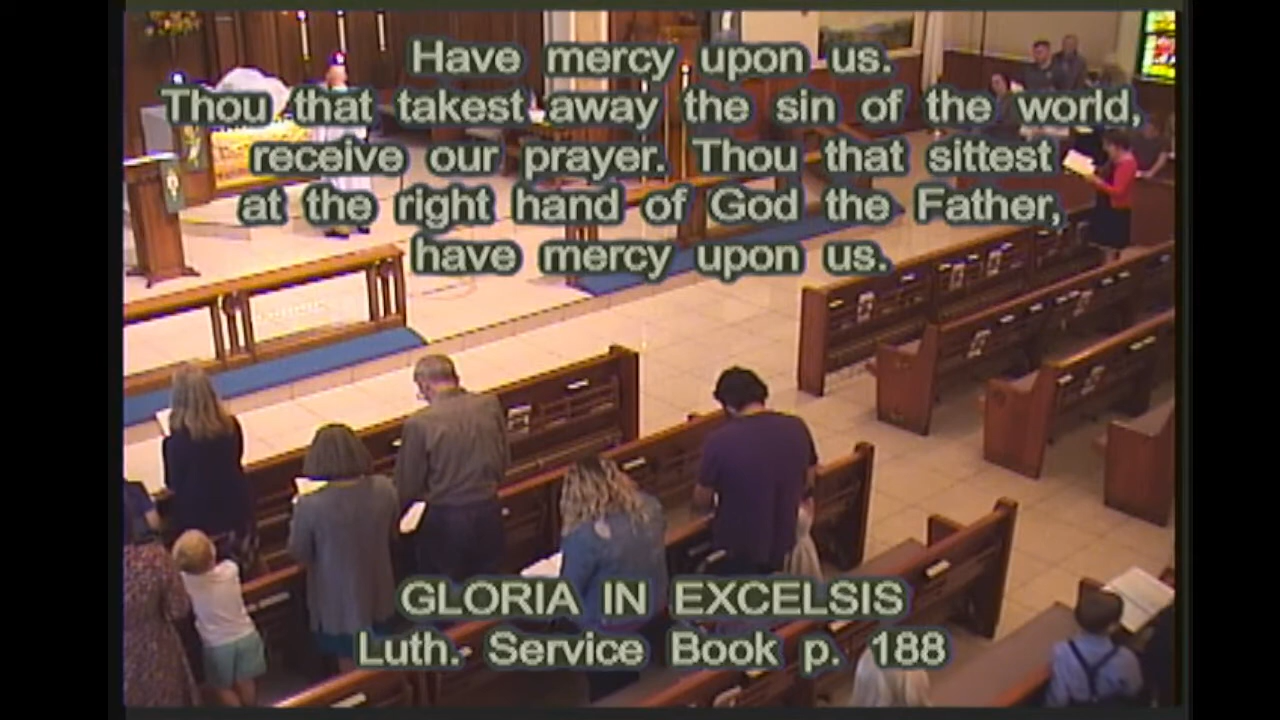 Have mercy upon us.
Thou that takest away the sin of the world,
receive our prayer. Thou that sittest
at the right hand of God the Father,
have mercy upon us.
GLORIA IN EXCELSIS
Luth. Service Book p. 188